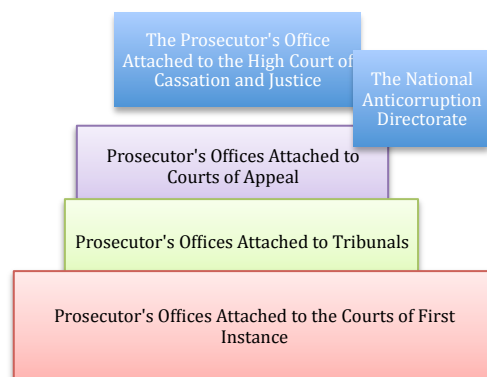 The Prosecutor's Office
Attached to the High Court of
Cassation and Justice
The National
Anticorruption
Directorate
Prosecutor's Offices Attached to
Courts of Appeal
Prosecutor's Offices Attached to Tribunals
Prosecutor's Offices Attached to the Courts of First
Instance